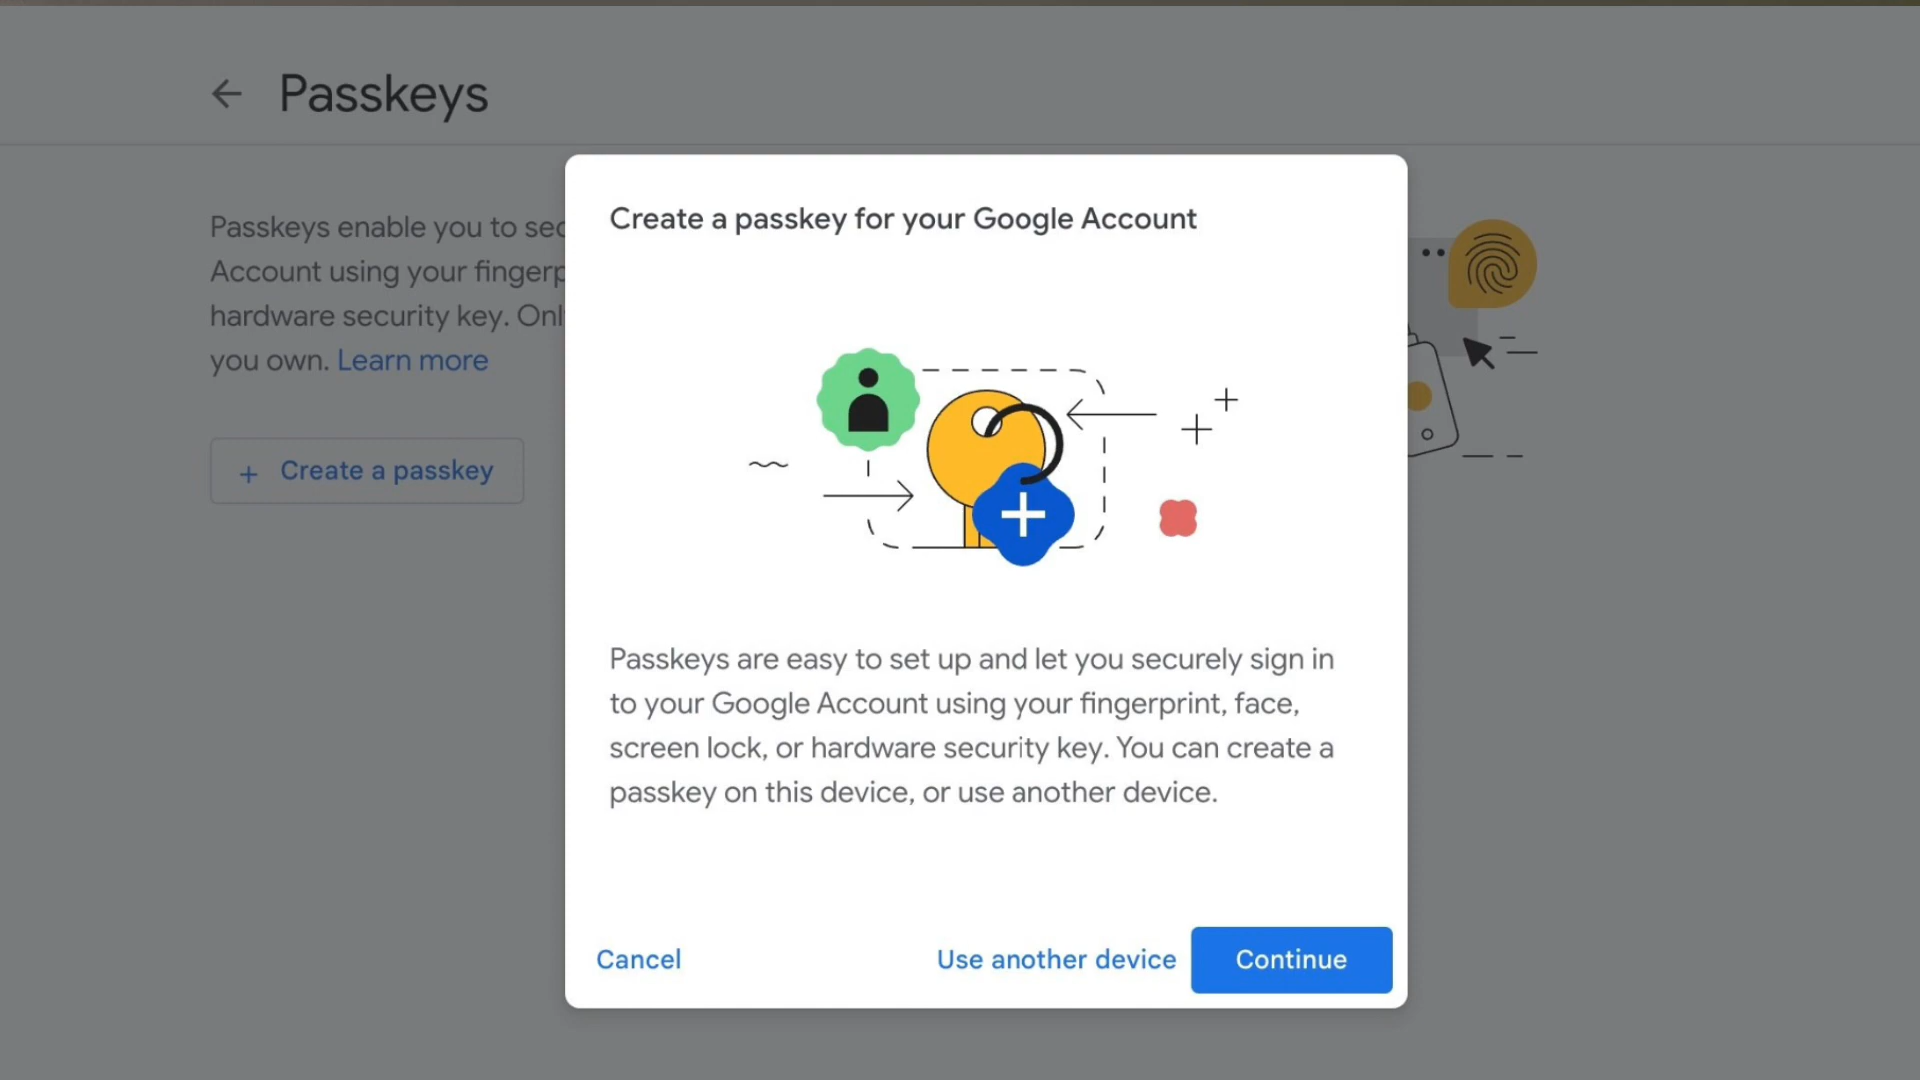 Passkeys
Passkeys enable you to sec
Account using your fingerp
hardware security key. Onl
you own. Learn more
+ Create a passkey
Create a passkey for your Google Account
Passkeys are easy to set up and let you securely sign in
to your Google Account using your fingerprint, face,
screen lock, or hardware security key. You can create a
passkey on this device, or use another device.
Cancel
Use another device
Continue